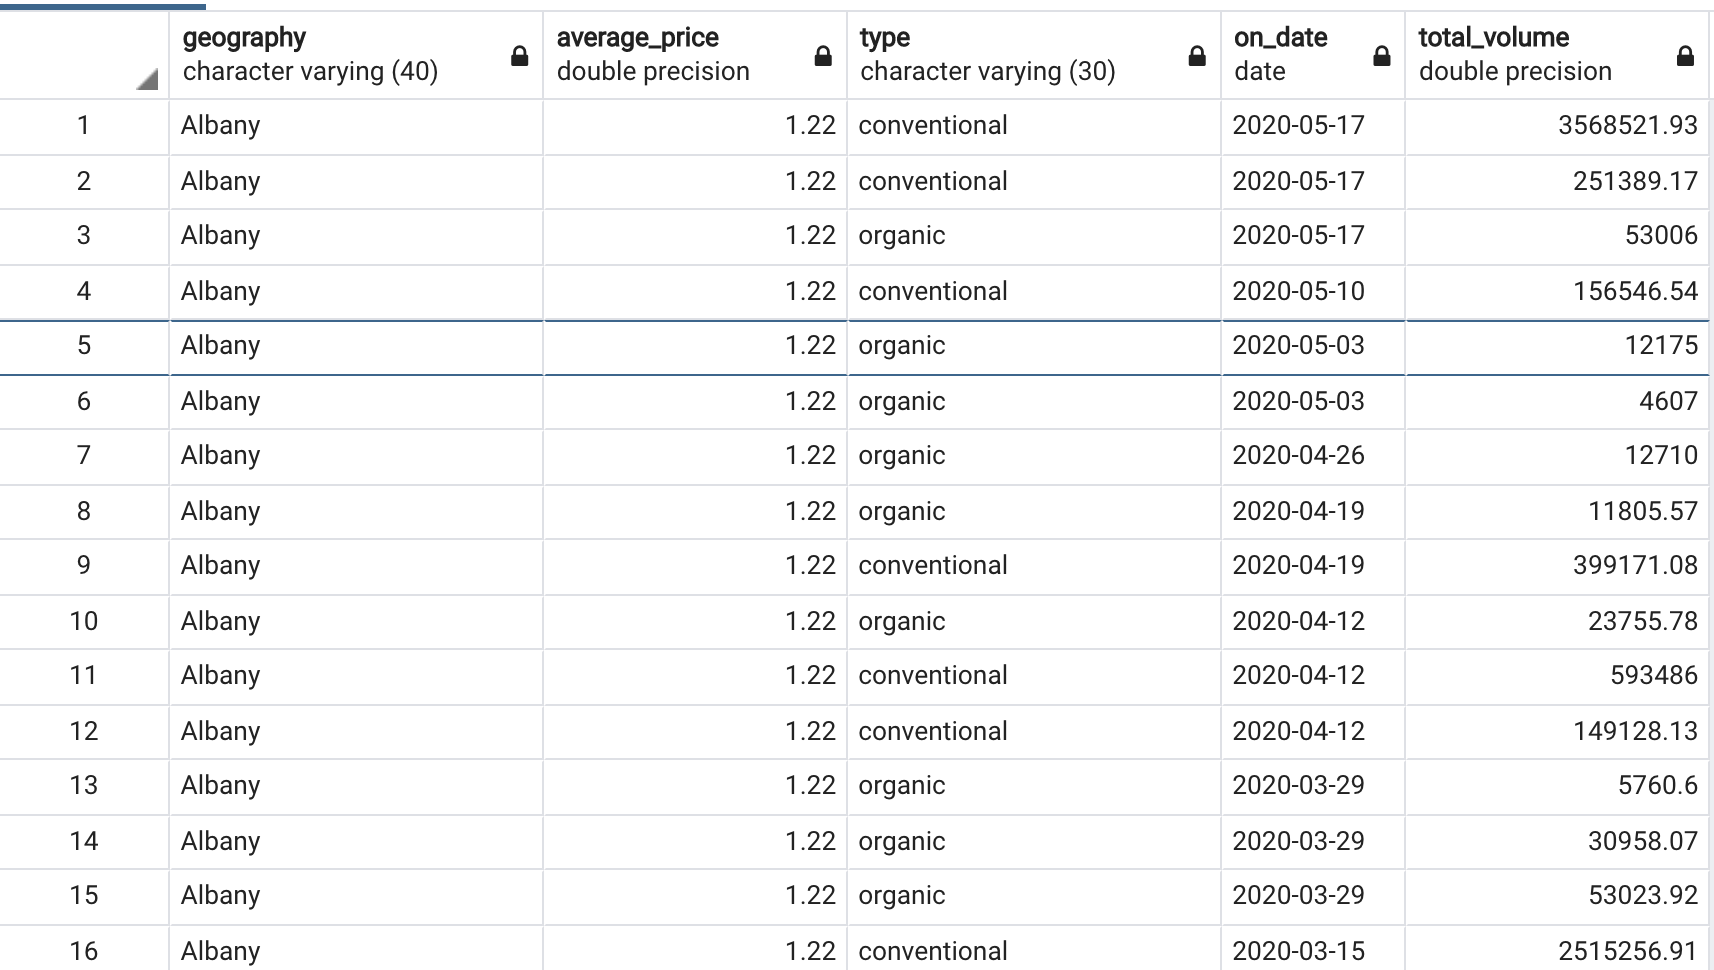 geography average_price type on_date total_volume
character varying (40) double precision character varying (30) date double precision
1 Albany 1.22 conventional 2020-05-17 3568521.93
2 Albany 1.22 conventional 2020-05-17 251389.17
3 Albany 1.22 organic 2020-05-17 53006
4 Albany 1.22 conventional 2020-05-10 156546.54
5 Albany 1.22 organic 2020-05-03 12175
6 Albany 1.22 organic 2020-05-03 4607
7 Albany 1.22 organic 2020-04-26 12710
8 Albany 1.22 organic 2020-04-19 11805.57
9 Albany 1.22 conventional 2020-04-19 399171.08
10 Albany 1.22 organic 2020-04-12 23755.78
11 Albany 1.22 conventional 2020-04-12 593486
12 Albany 1.22 conventional 2020-04-12 149128.13
13 Albany 1.22 organic 2020-03-29 5760.6
14 Albany 1.22 organic 2020-03-29 30958.07
15 Albany 1.22 organic 2020-03-29 53023.92
16 Albany 1.22 conventional 2020-03-15 2515256.91